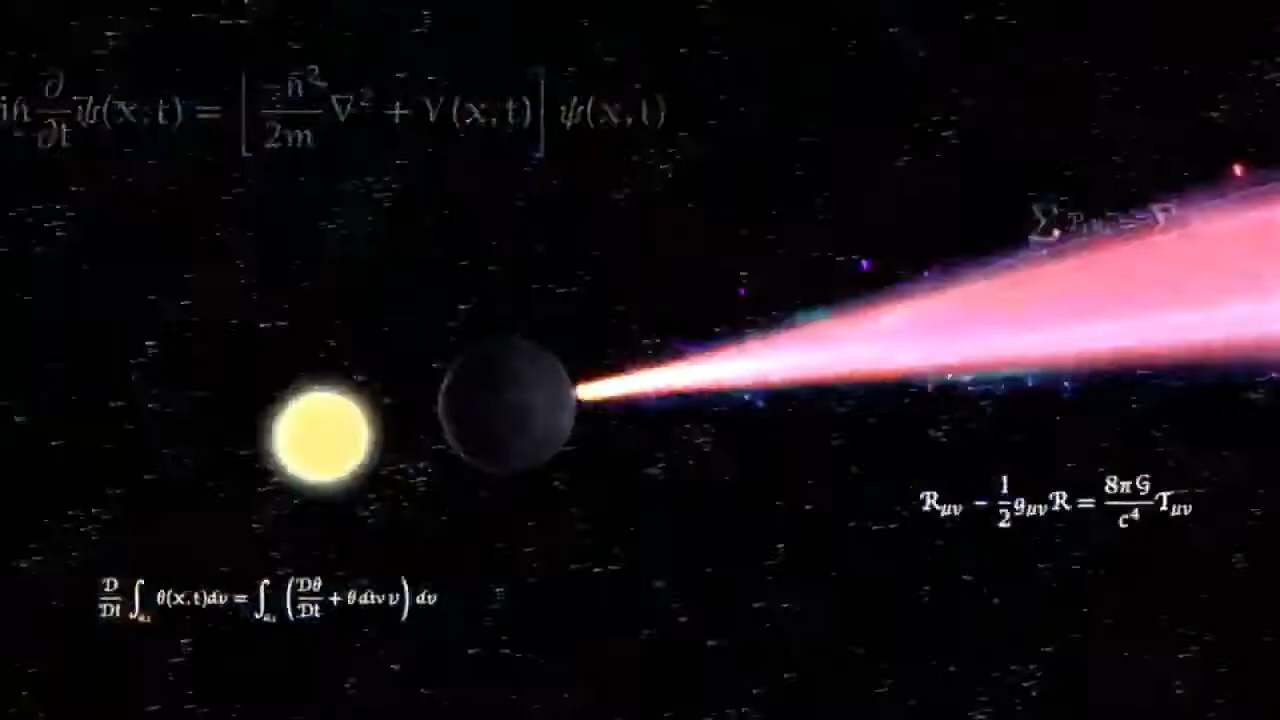 iħ ∂/∂t ψ(x,t) = [ -ħ²/2m ∇² + V(x,t) ] ψ(x,t)
R_μν - 1/2 g_μν R = 8πG/c⁴ T_μν
D/Dt ∫ θ(x,t)dv = ∫ (Dθ/Dt + θ div v) dv